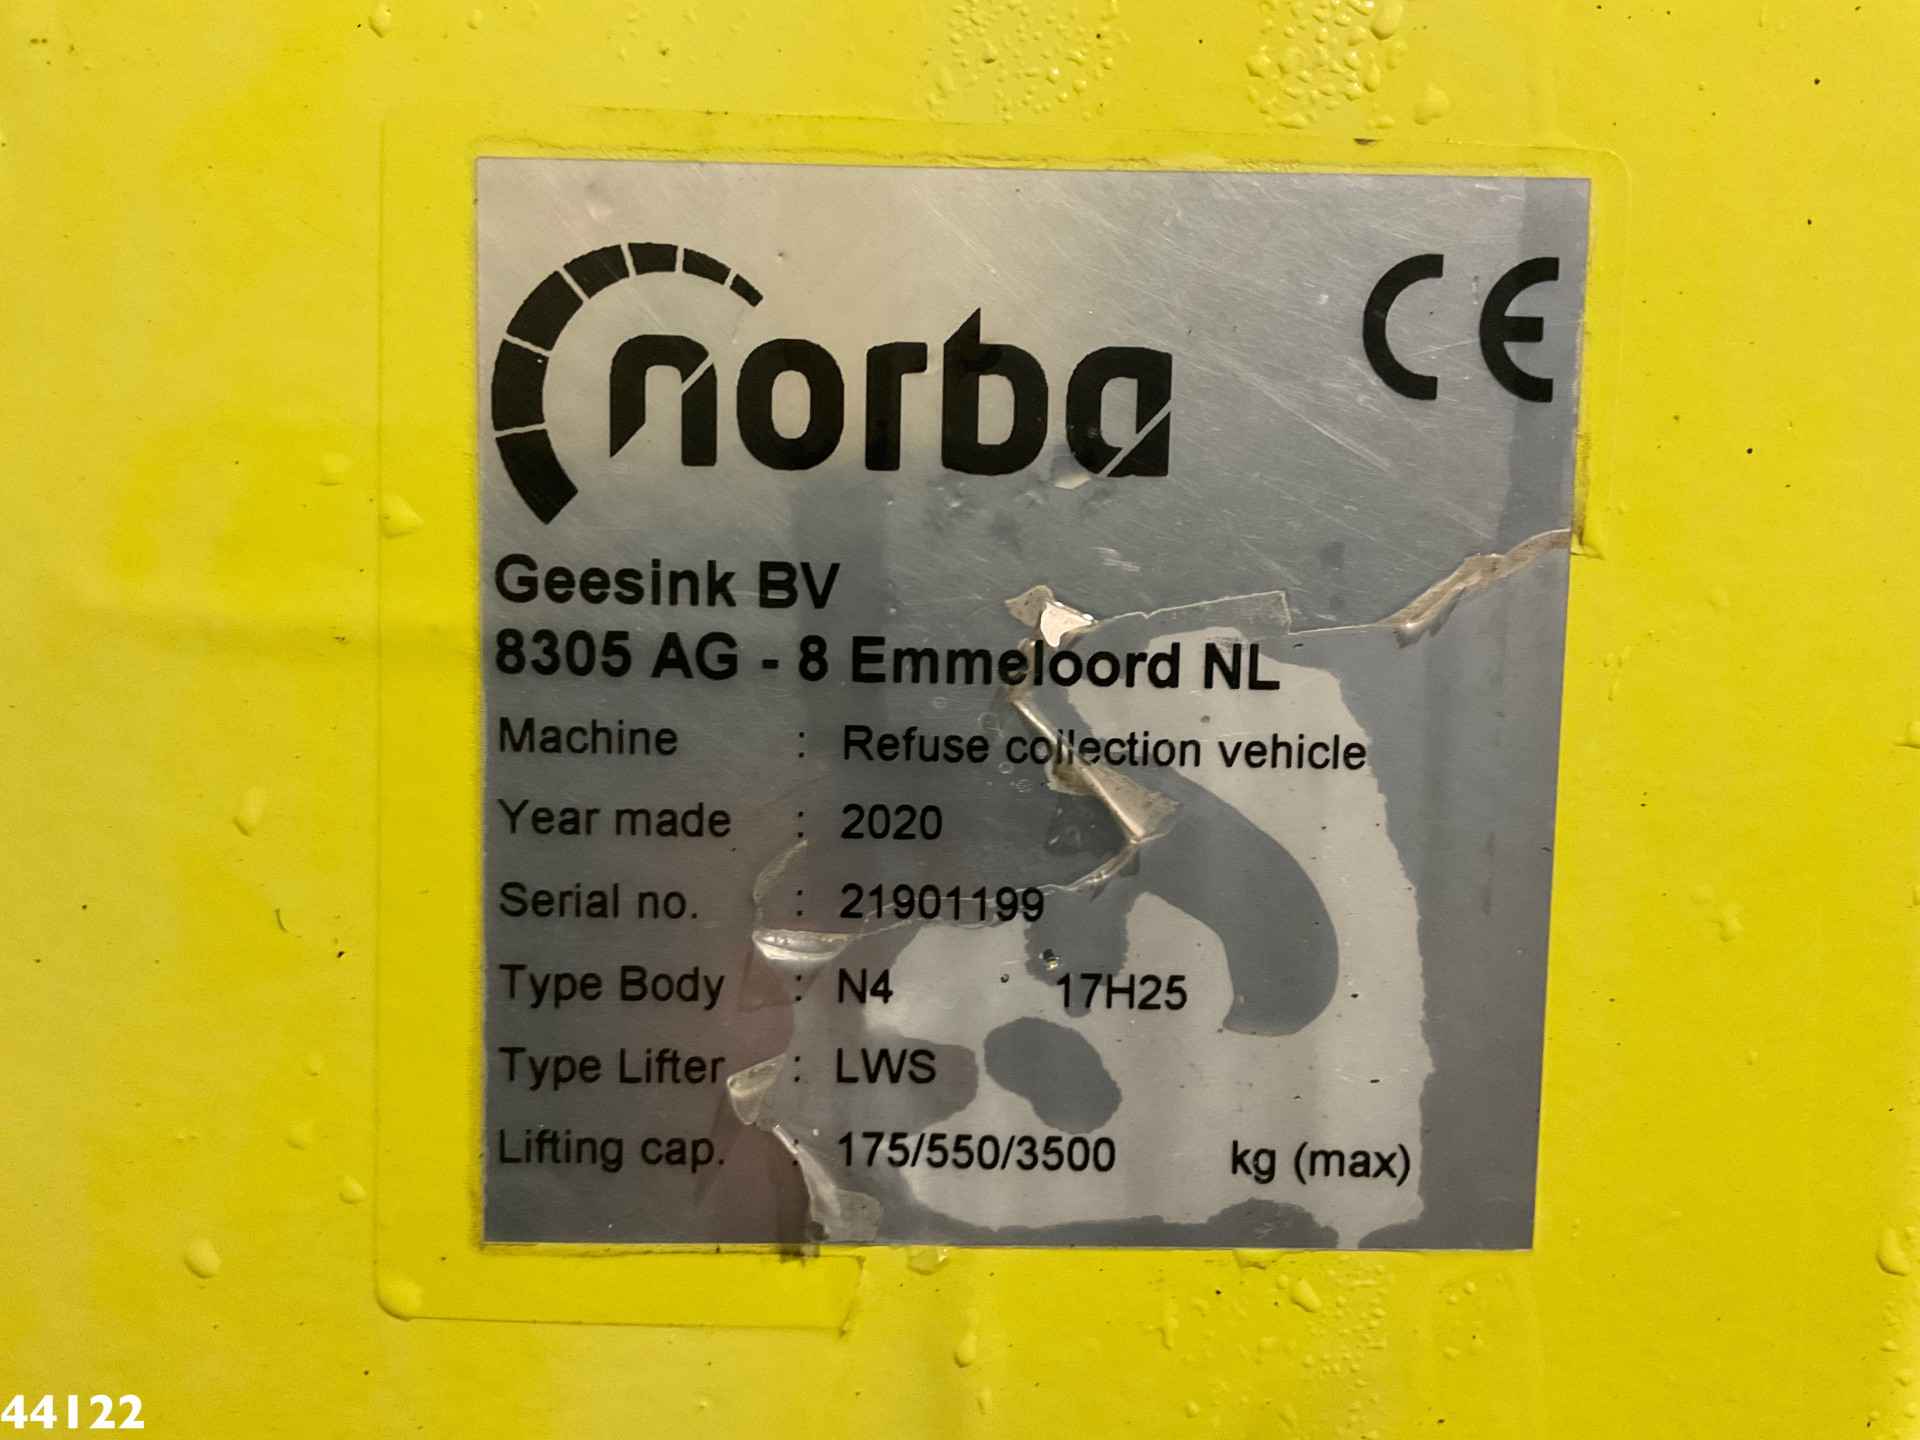 norba CE
Geesink BV
8305 AG - 8 Emmeloord NL
Machine : Refuse collection vehicle
Year made : 2020
Serial no. : 21901199
Type Body : N4 17H25
Type Lifter : LWS
Lifting cap. : 175/550/3500 kg (max)
44122